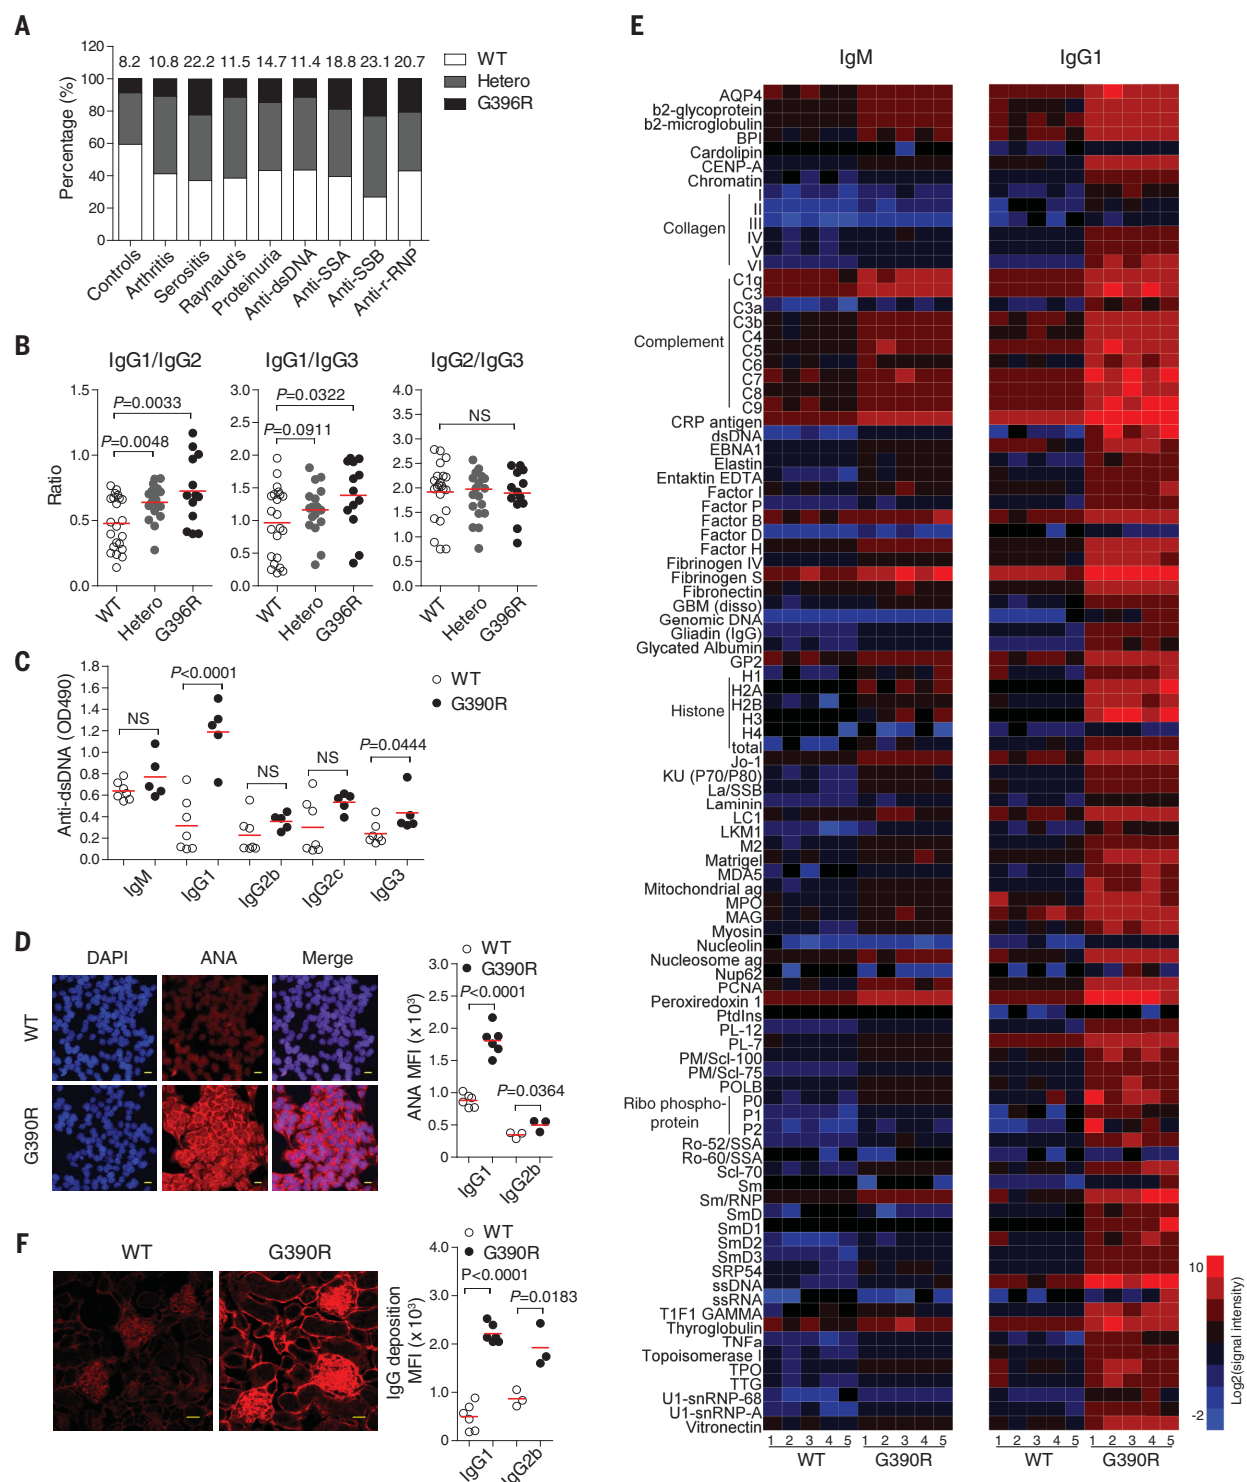 A
120
100
80
60
40
20
0
Percentage (%)
8.2 10.8 22.2 11.5 14.7 11.4 18.8 23.1 20.7
WT
Hetero
G396R
Controls
Arthritis
Serositis
Raynaud's
Proteinuria
Anti-dsDNA
Anti-SSA
Anti-SSB
Anti-r-RNP
B
IgG1/IgG2
IgG1/IgG3
IgG2/IgG3
Ratio
1.5
1.0
0.5
0.0
P=0.0033
P=0.0048
WT
Hetero
G396R
3.0
2.5
2.0
1.5
1.0
0.5
0.0
P=0.0322
P=0.0911
WT
Hetero
G396R
4.0
3.5
3.0
2.5
2.0
1.5
1.0
0.5
0.0
NS
WT
Hetero
G396R
C
Anti-dsDNA (OD490)
1.8
1.6
1.4
1.2
1.0
0.8
0.6
0.4
0.2
0.0
NS
P<0.0001
NS
NS
P=0.0444
WT
G390R
IgM
IgG1
IgG2b
IgG2c
IgG3
D
DAPI
ANA
Merge
WT
G390R
ANA MFI (x 10³)
3.0
2.5
2.0
1.5
1.0
0.5
0
WT
G390R
P<0.0001
P=0.0364
IgG1
IgG2b
F
WT
G390R
IgG deposition
MFI (x 10³)
4.0
3.0
2.0
1.0
0.0
WT
G390R
P<0.0001
P=0.0183
IgG1
IgG2b
E
IgM
IgG1
AQP4
b2-glycoprotein
b2-microglobulin
BPI
Cardolipin
CENP-A
Chromatin
Collagen
I
II
III
IV
V
VI
Complement
C1q
C3
C3a
C3b
C4
C5
C6
C7
C8
C9
CRP antigen
dsDNA
EBNA1
Elastin
Entaktin EDTA
Factor I
Factor P
Factor B
Factor D
Factor H
Fibrinogen IV
Fibrinogen S
Fibronectin
GBM (disso)
Genomic DNA
Gliadin (IgG)
Glycated Albumin
GP2
Histone
H1
H2A
H2B
H3
H4
total
Jo-1
KU (P70/P80)
La/SSB
Laminin
LC1
LKM1
M2
Matrigel
MDA5
Mitochondrial ag
MPO
MAG
Myosin
Nucleolin
Nucleosome ag
Nup62
PCNA
Peroxiredoxin 1
PtdIns
PL-12
PL-7
PM/Scl-100
PM/Scl-75
POLB
Ribo phospho-
protein
P0
P1
P2
Ro-52/SSA
Ro-60/SSA
Scl-70
Sm
Sm/RNP
SmD
SmD1
SmD2
SmD3
SRP54
ssDNA
ssRNA
T1F1 GAMMA
Thyroglobulin
TNFa
Topoisomerase I
TPO
TTG
U1-snRNP-68
U1-snRNP-A
Vitronectin
1 2 3 4 5 1 2 3 4 5
WT G390R
1 2 3 4 5 1 2 3 4 5
WT G390R
10
-2
Log2(signal intensity)